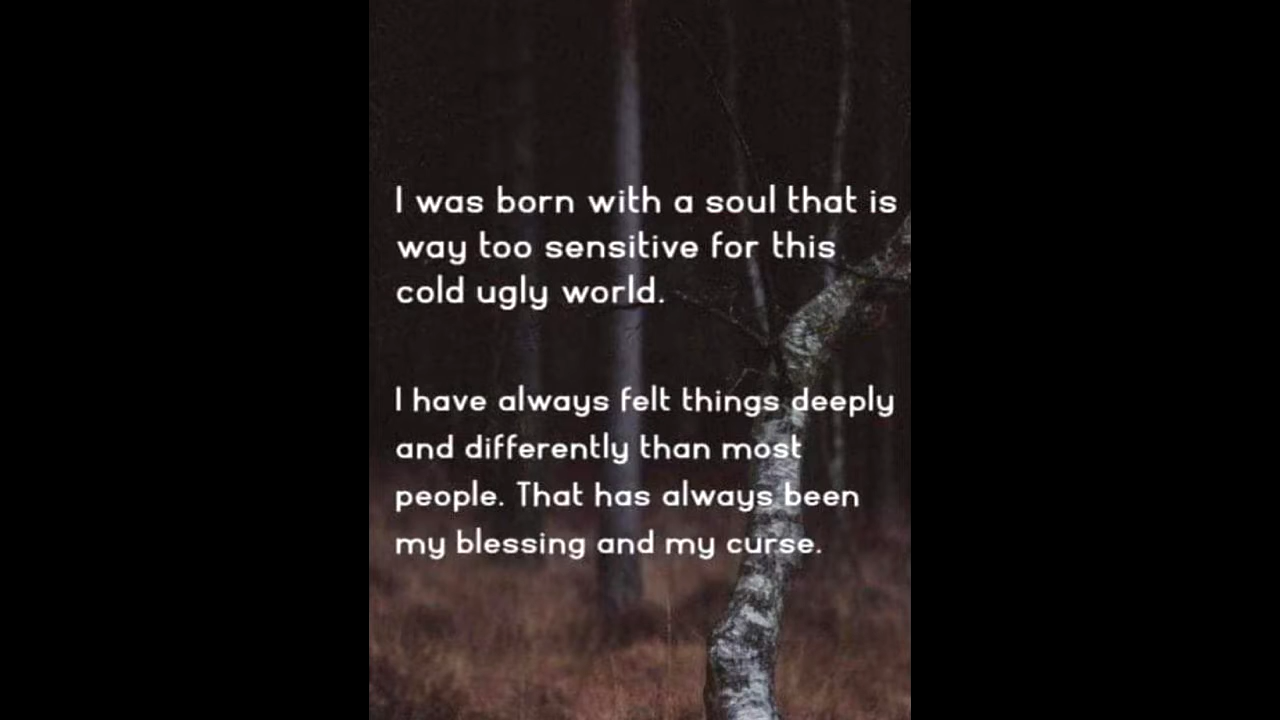 I was born with a soul that is
way too sensitive for this
cold ugly world.
I have always felt things deeply
and differently than most
people. That has always been
my blessing and my curse.